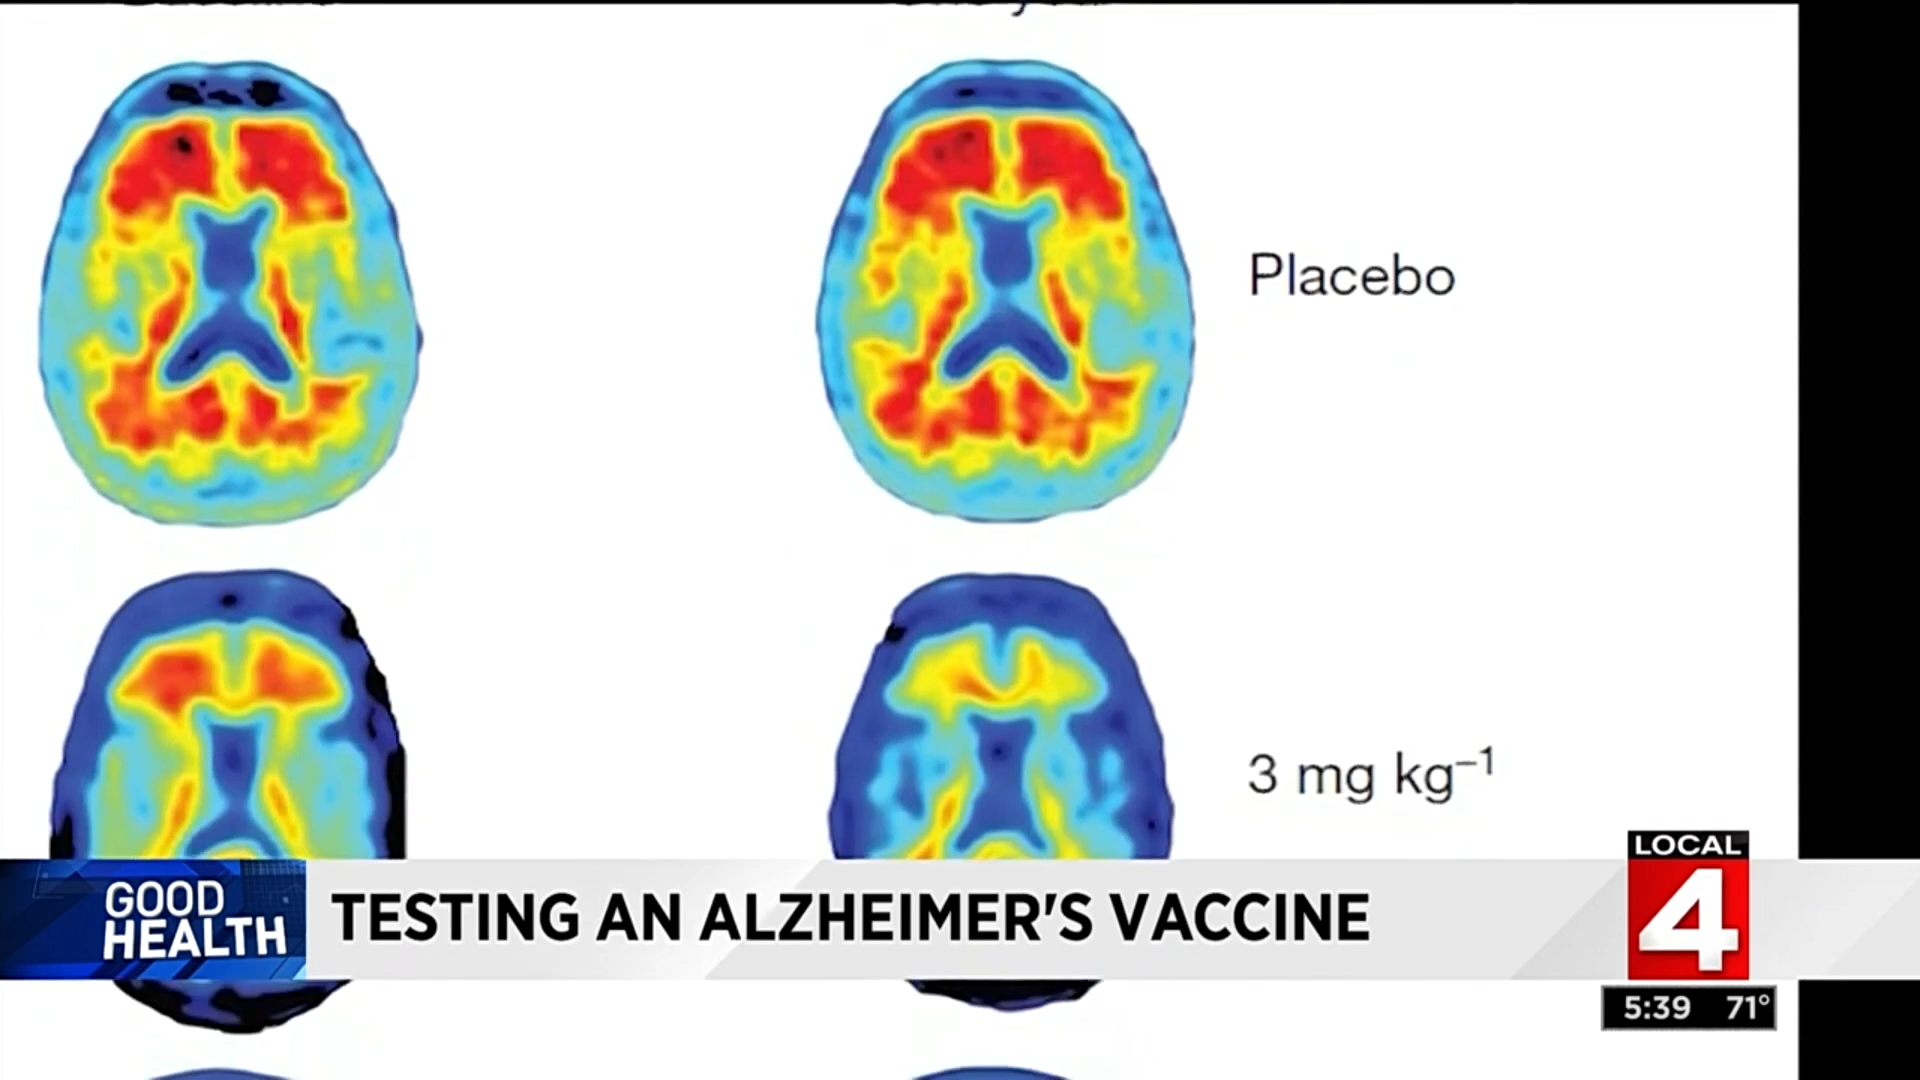 Placebo
3 mg kg⁻¹
GOOD
HEALTH
TESTING AN ALZHEIMER'S VACCINE
LOCAL
4
5:39 71°